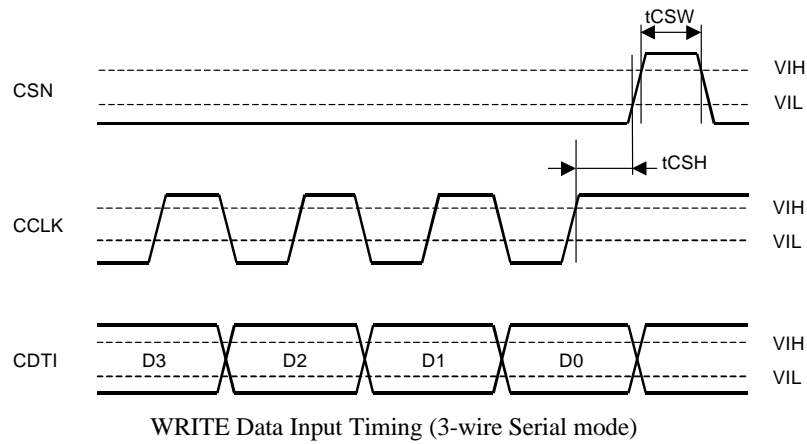 tCSW
VIH
CSN
VIL
tCSH
VIH
CCLK
VIL
VIH
CDTI D3 D2 D1 D0
VIL
WRITE Data Input Timing (3-wire Serial mode)